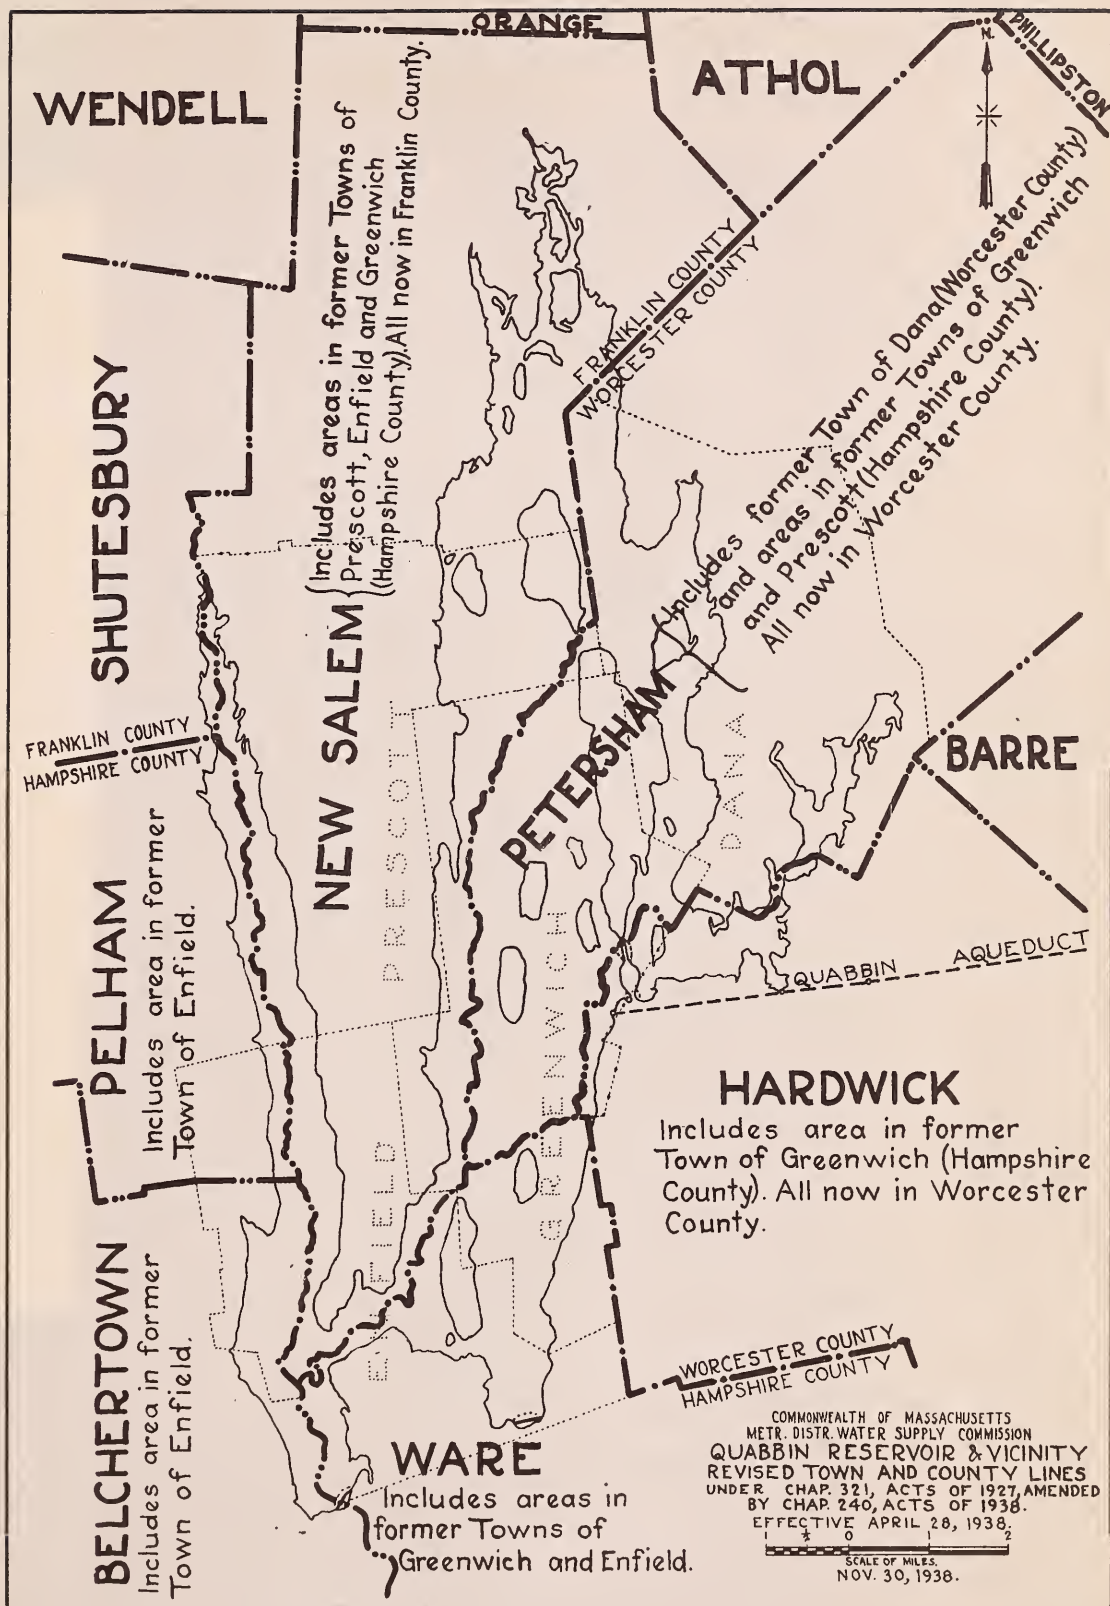 ORANGE
PHILLIPSTON
WENDELL
ATHOL
N.
SHUTESBURY
NEW SALEM
Includes areas in former Towns of
Prescott, Enfield and Greenwich
(Hampshire County). All now in Franklin County.
FRANKLIN COUNTY
WORCESTER COUNTY
PETERSHAM
(Includes former Town of Dana (Worcester County)
and areas in former Towns of Greenwich
and Prescott (Hampshire County).
All now in Worcester County.
FRANKLIN COUNTY
HAMPSHIRE COUNTY
PRESCOTT
DANA
BARRE
PELHAM
Includes area in former
Town of Enfield.
GREENWICH
QUABBIN AQUEDUCT
ENFIELD
HARDWICK
Includes area in former
Town of Greenwich (Hampshire
County). All now in Worcester
County.
BELCHERTOWN
Includes area in former
Town of Enfield.
WORCESTER COUNTY
HAMPSHIRE COUNTY
WARE
Includes areas in
former Towns of
Greenwich and Enfield.
COMMONWEALTH OF MASSACHUSETTS
METR. DISTR. WATER SUPPLY COMMISSION
QUABBIN RESERVOIR & VICINITY
REVISED TOWN AND COUNTY LINES
UNDER CHAP. 321, ACTS OF 1927, AMENDED
BY CHAP. 240, ACTS OF 1938.
EFFECTIVE APRIL 28, 1938.
1 ½ 0 1 2
SCALE OF MILES.
NOV. 30, 1938.